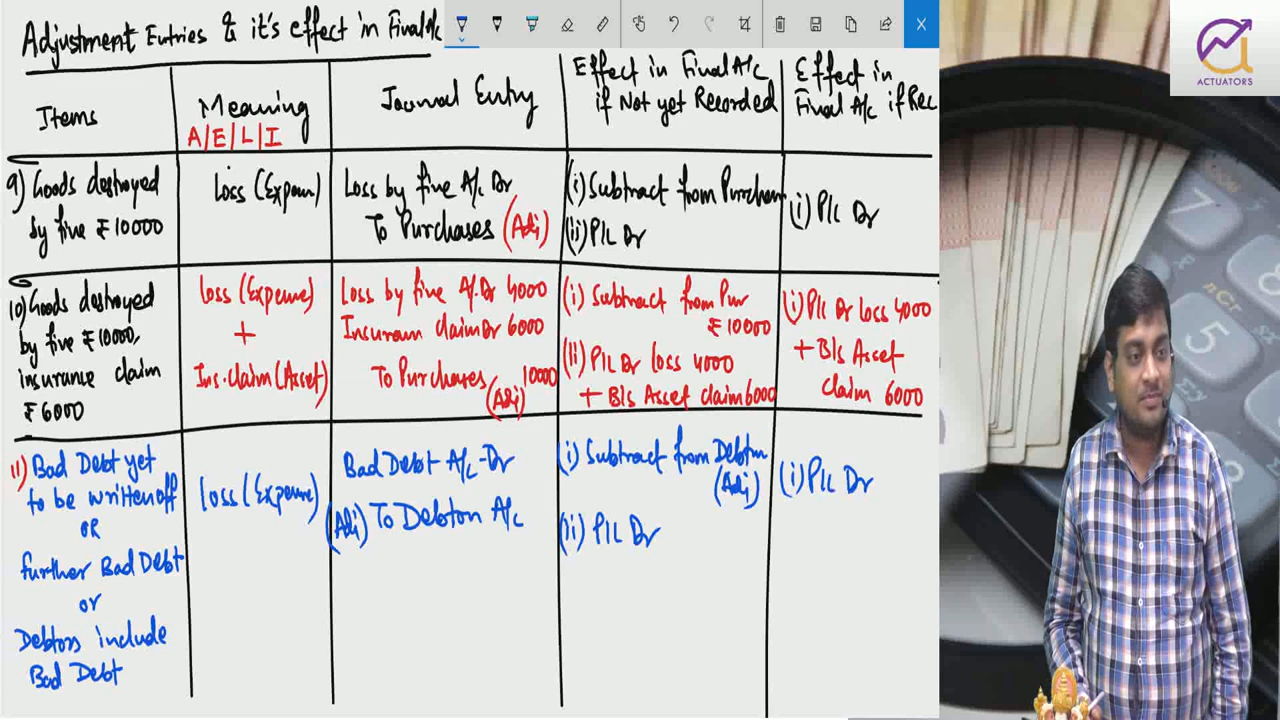 Adjustment Entries & it's effect in Final A/c
Items
Meaning
A/E/L/I
Journal Entry
Effect in Final A/c
if Not yet Recorded
Effect in
Final A/c if Rec
9) Goods destroyed
by fire ₹ 10000
Loss (Expen)
Loss by fire A/c Dr
To Purchases (Adj)
(i) Subtract from Purchases
(ii) P/L Dr
(i) P/L Dr
10) Goods destroyed
by fire ₹ 10000,
insurance claim
₹ 6000
loss (Expense)
+
Ins. claim (Asset)
Loss by fire A/c Dr 4000
Insurance claim Dr 6000
To Purchases 10000
(Adj)
(i) Subtract from Pur
₹ 10000
(ii) P/L Dr loss 4000
+ B/s Asset claim 6000
(i) P/L Dr loss 4000
+ B/s Asset
claim 6000
11) Bad Debt yet
to be written off
OR
further Bad Debt
or
Debtors include
Bad Debt
loss (Expense)
Bad Debt A/c - Dr
(Adj) To Debtors A/c
(i) Subtract from Debtors
(Adj)
(ii) P/L Dr
(i) P/L Dr
ACTUATORS
7
5
nCr